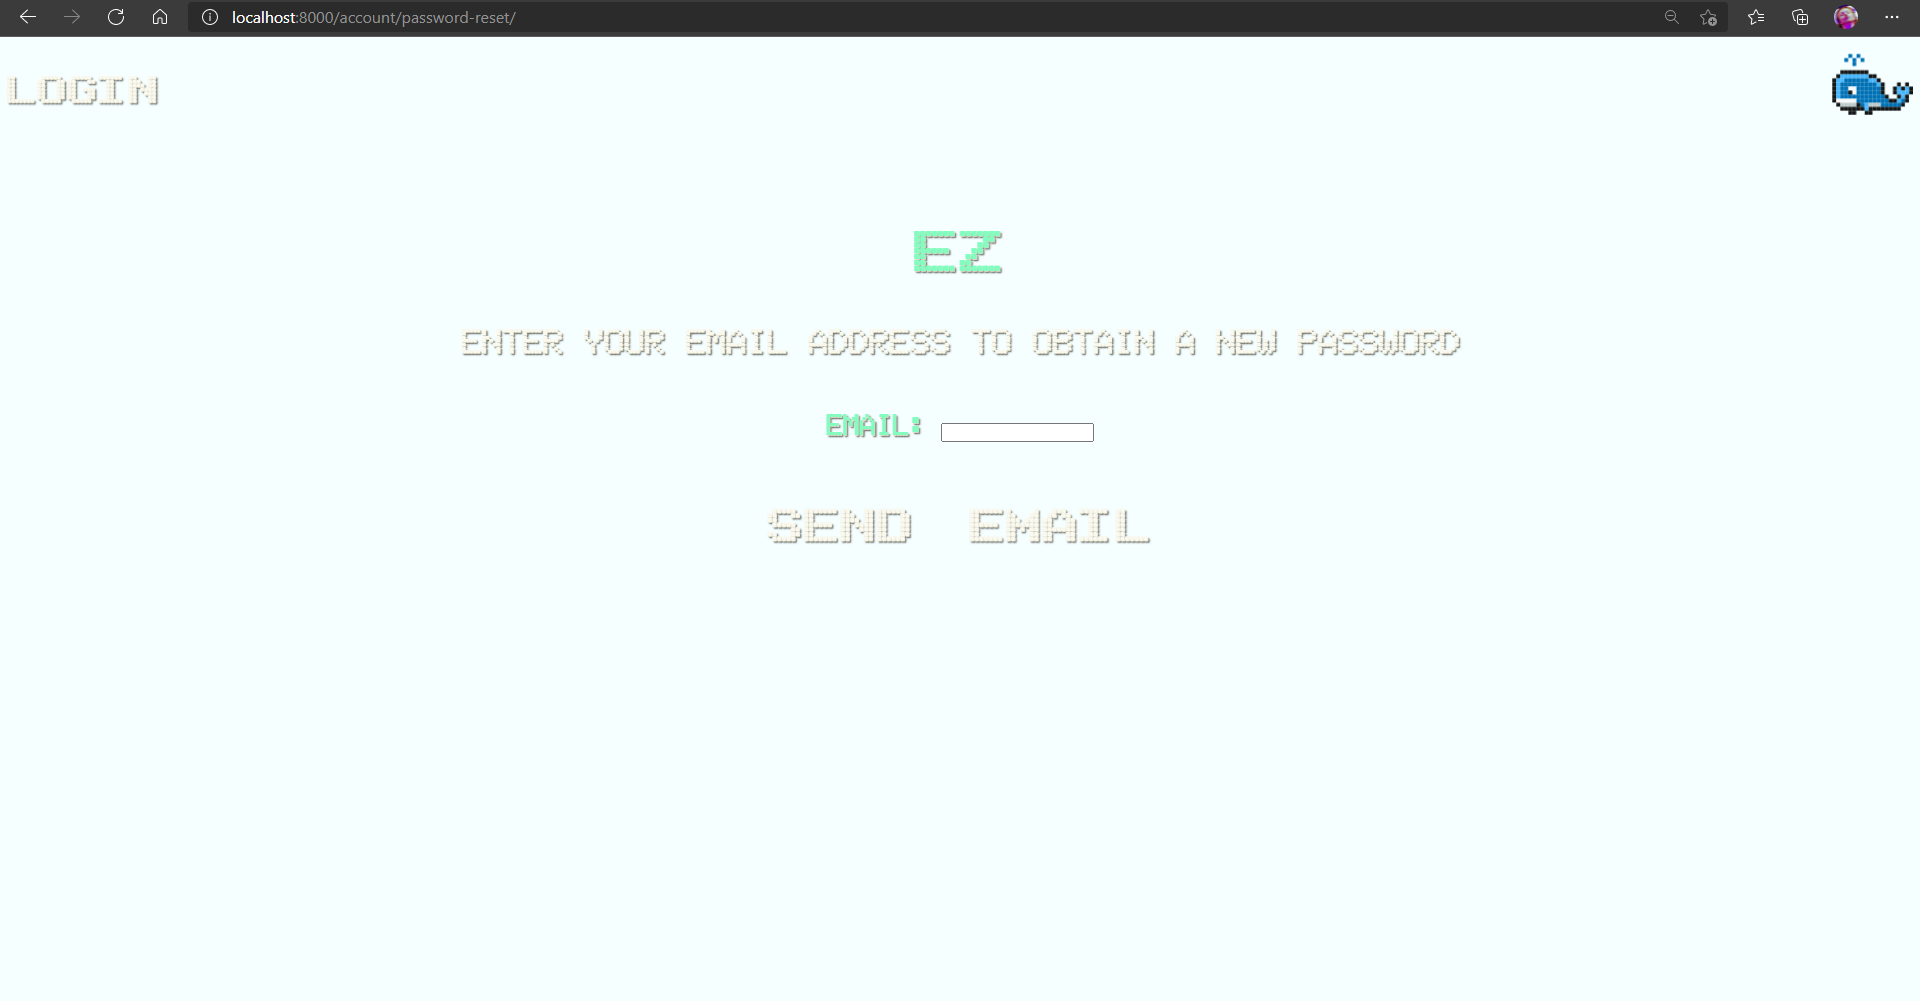 localhost:8000/account/password-reset/
LOGIN
EZ
ENTER YOUR EMAIL ADDRESS TO OBTAIN A NEW PASSWORD
EMAIL:
SEND EMAIL